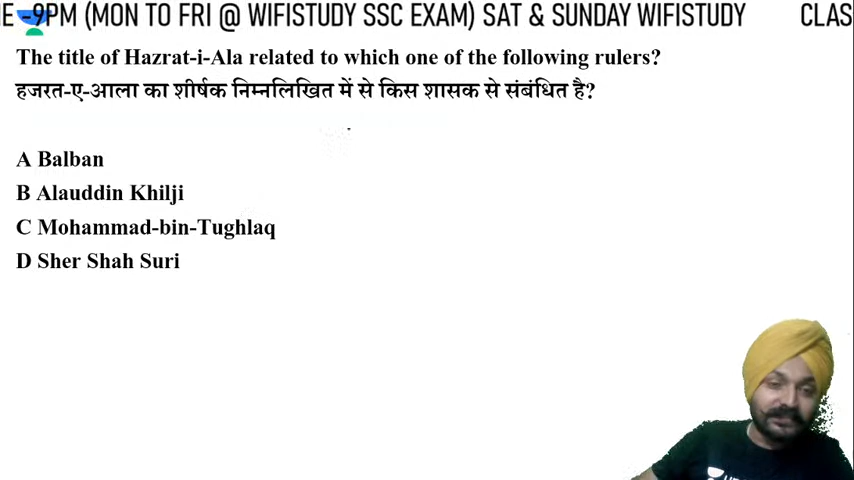 E -9PM (MON TO FRI @ WIFISTUDY SSC EXAM) SAT & SUNDAY WIFISTUDY CLAS
The title of Hazrat-i-Ala related to which one of the following rulers?
हजरत-ए-आला का शीर्षक निम्नलिखित में से किस शासक से संबंधित है?
A Balban
B Alauddin Khilji
C Mohammad-bin-Tughlaq
D Sher Shah Suri